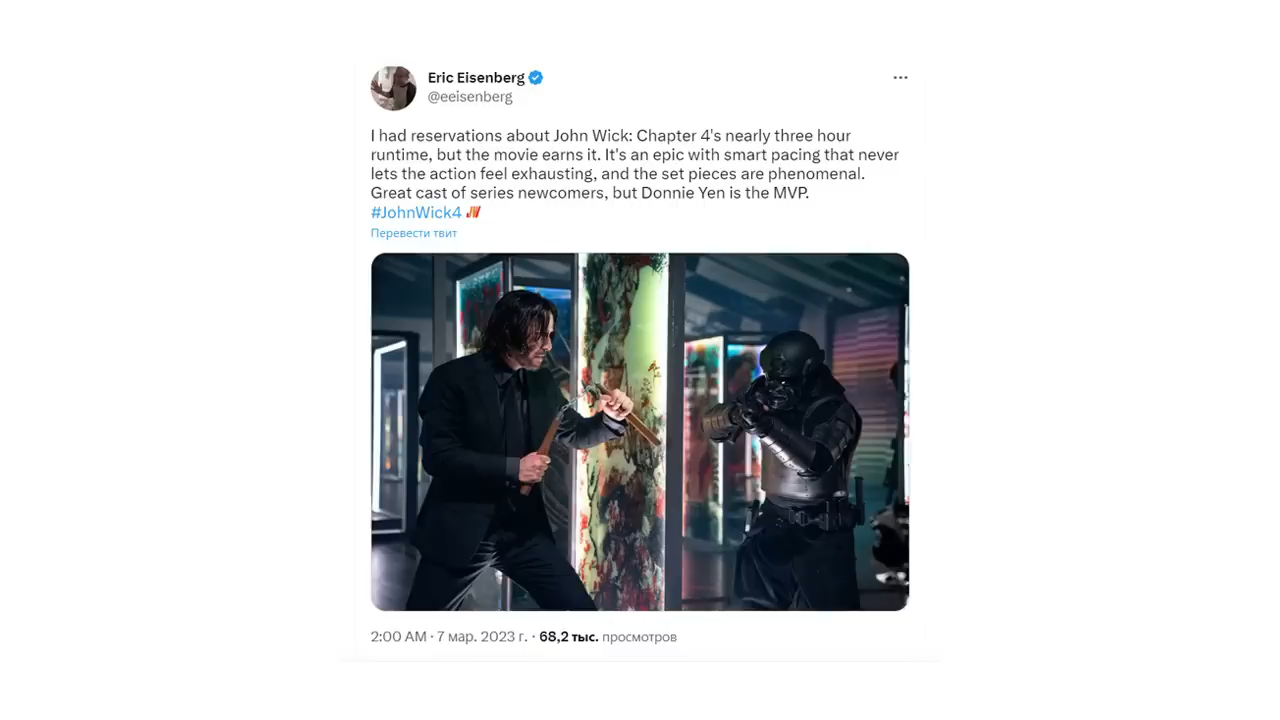 Eric Eisenberg
@eeisenberg
I had reservations about John Wick: Chapter 4's nearly three hour
runtime, but the movie earns it. It's an epic with smart pacing that never
lets the action feel exhausting, and the set pieces are phenomenal.
Great cast of series newcomers, but Donnie Yen is the MVP.
#JohnWick4
Перевести твит
2:00 AM · 7 мар. 2023 г. · 68,2 тыс. просмотров